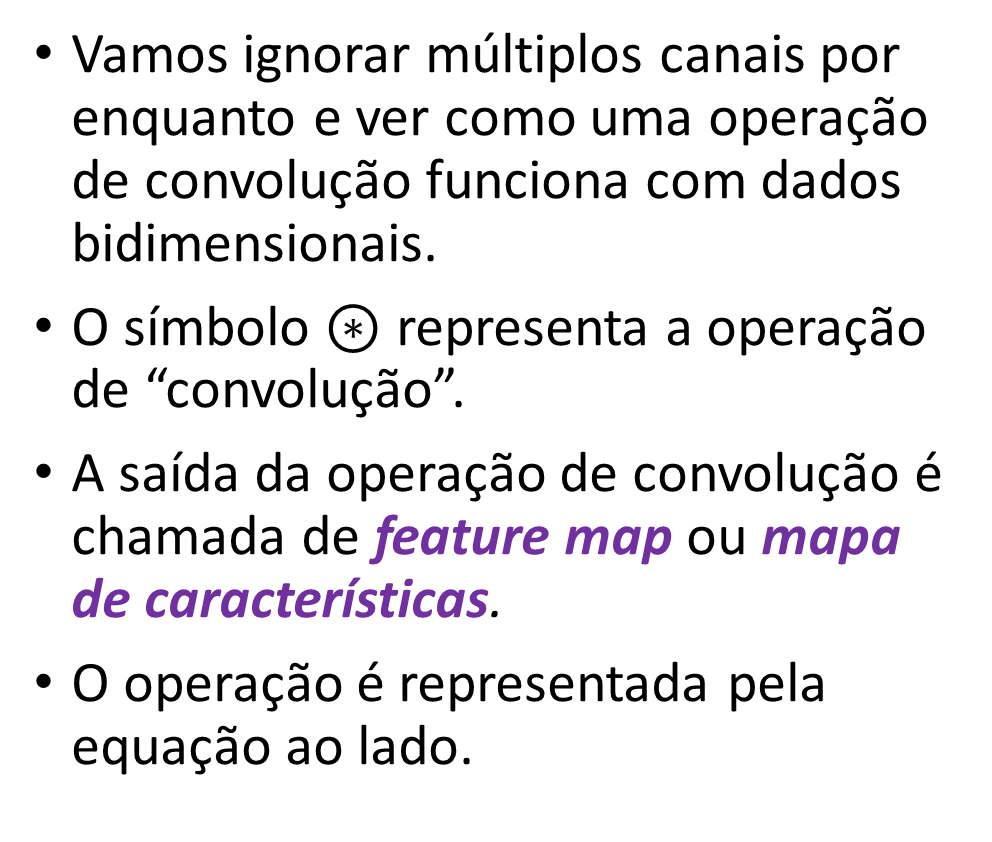 • Vamos ignorar múltiplos canais por
enquanto e ver como uma operação
de convolução funciona com dados
bidimensionais.
• O símbolo ⊛ representa a operação
de “convolução”.
• A saída da operação de convolução é
chamada de feature map ou mapa
de características.
• O operação é representada pela
equação ao lado.